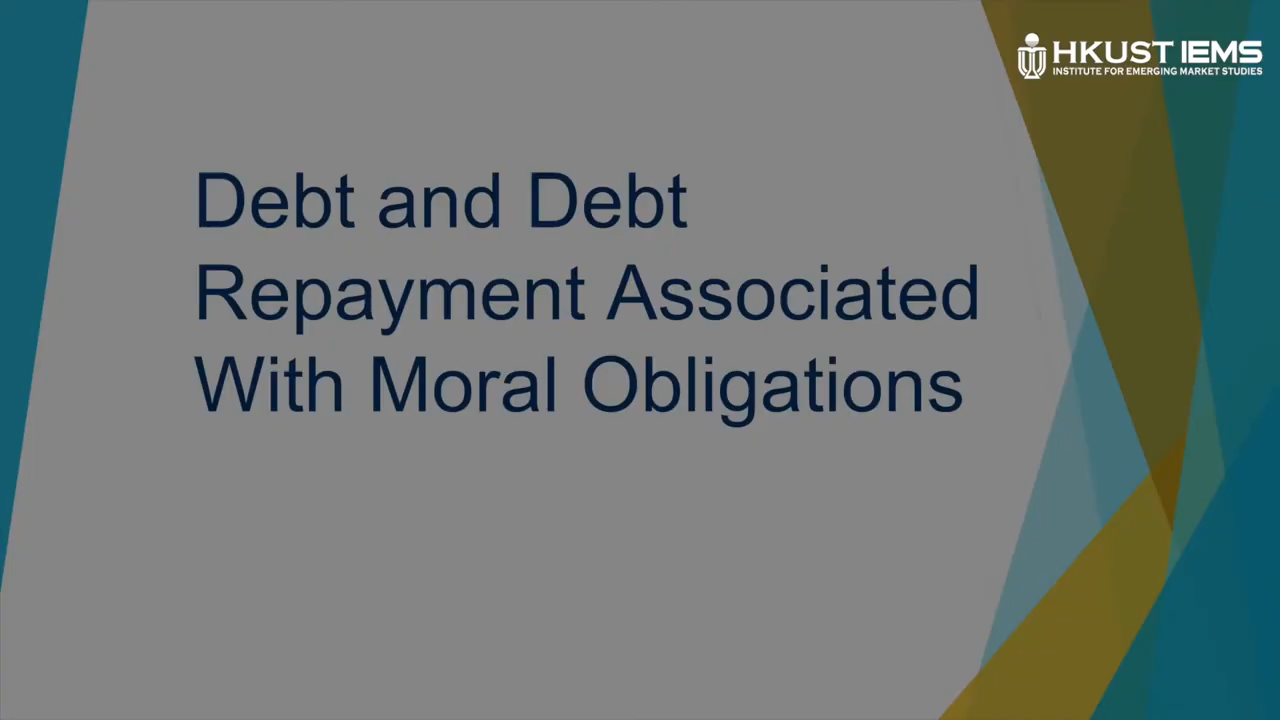 HKUST IEMS
INSTITUTE FOR EMERGING MARKET STUDIES
Debt and Debt
Repayment Associated
With Moral Obligations